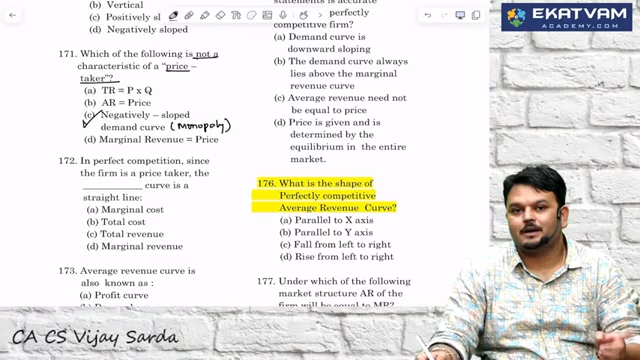 (b) Vertical
(c) Positively sl
(d) Negatively sloped
171. Which of the following is not a
characteristic of a “price –
taker”?
(a) TR = P x Q
(b) AR = Price
(c) Negatively – sloped
demand curve (monopoly)
(d) Marginal Revenue = Price
172. In perfect competition, since
the firm is a price taker, the
_________ curve is a
straight line:
(a) Marginal cost
(b) Total cost
(c) Total revenue
(d) Marginal revenue
173. Average revenue curve is
also known as :
(a) Profit curve
statements is accurate
perfectly
competitive firm?
(a) Demand curve is
downward sloping
(b) The demand curve always
lies above the marginal
revenue curve
(c) Average revenue need not
be equal to price
(d) Price is given and is
determined by the
equilibrium in the entire
market.
176. What is the shape of
Perfectly competitive
Average Revenue Curve?
(a) Parallel to X axis
(b) Parallel to Y axis
(c) Fall from left to right
(d) Rise from left to right
177. Under which of the following
market structure AR of the
firm will be equal to MR?
EKATVAM
ACADEMY.COM
CA CS Vijay Sarda